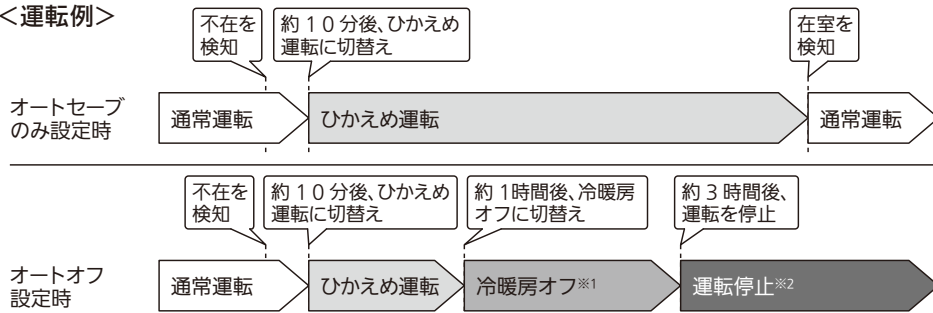 ＜運転例＞
不在を
検知
約１０分後、ひかえめ
運転に切替え
在室を
検知
オートセーブ
のみ設定時
通常運転
ひかえめ運転
通常運転
不在を
検知
約１０分後、ひかえめ
運転に切替え
約 1時間後、冷暖房
オフに切替え
約 3 時間後、
運転を停止
オートオフ
設定時
通常運転
ひかえめ運転
冷暖房オフ※1
運転停止※2